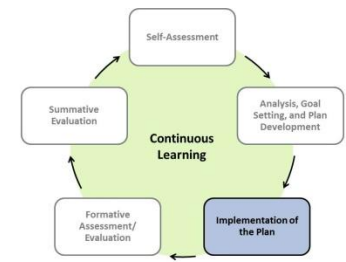 Self-Assessment
Analysis, Goal
Setting, and Plan
Development
Implementation of
the Plan
Formative
Assessment/
Evaluation
Summative
Evaluation
Continuous
Learning